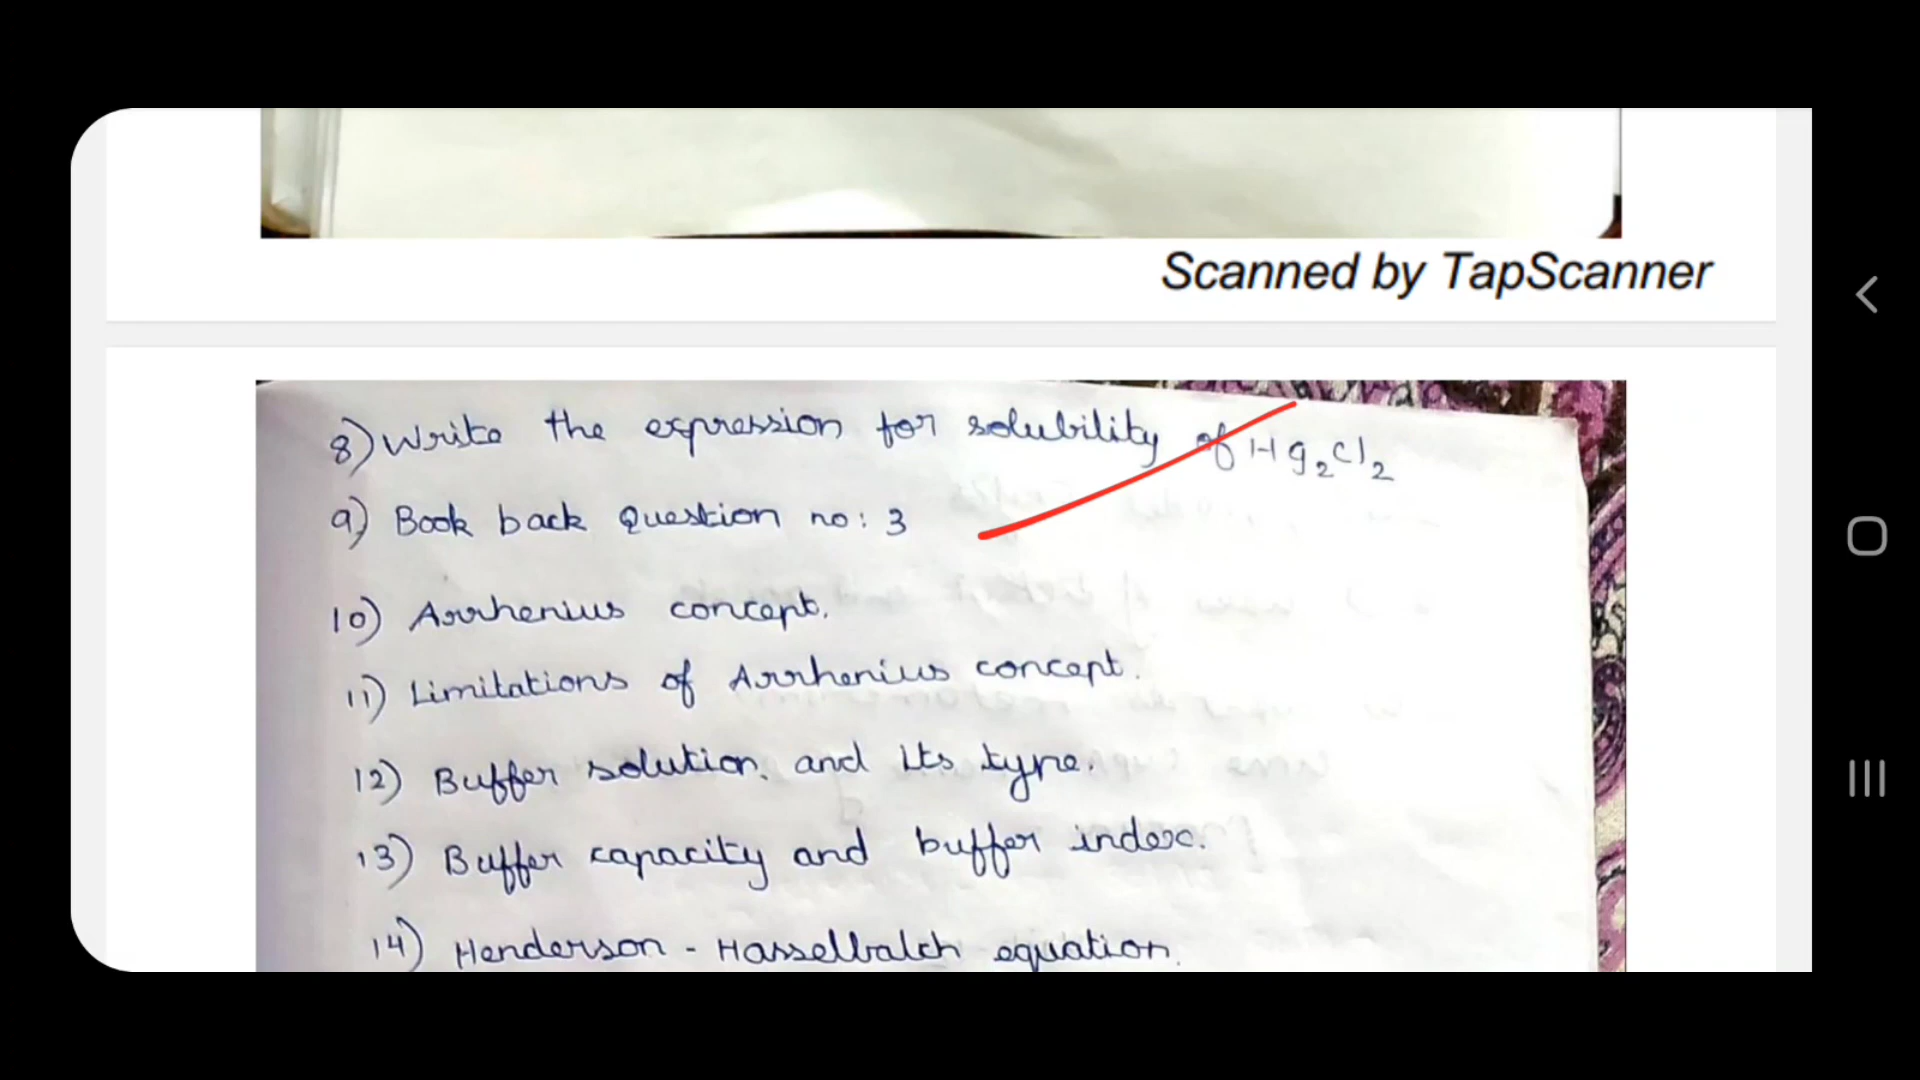 Scanned by TapScanner
8) Write the expression for solubility of Hg2Cl2
9) Book back Question no: 3
10) Arrhenius concept.
11) Limitations of Arrhenius concept.
12) Buffer solution and its type.
13) Buffer capacity and buffer index.
14) Henderson - Hasselbalch equation.